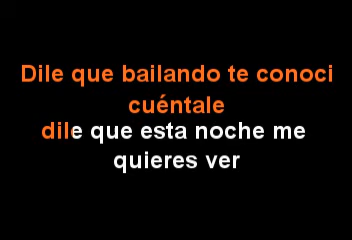 Dile que bailando te conoci
cuéntale
dile que esta noche me
quieres ver